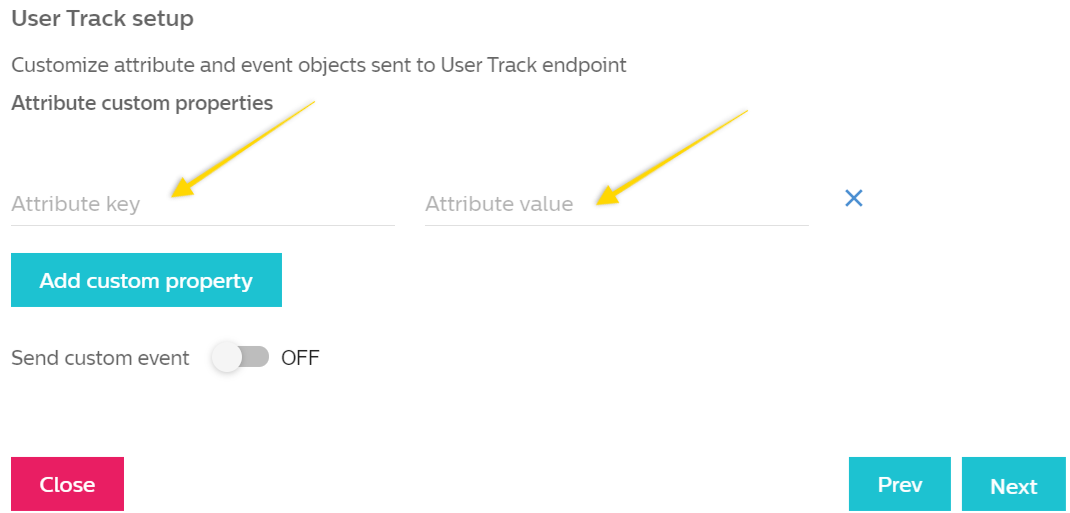 User Track setup
Customize attribute and event objects sent to User Track endpoint
Attribute custom properties
Attribute key
Attribute value
Add custom property
Send custom event OFF
Close
Prev
Next